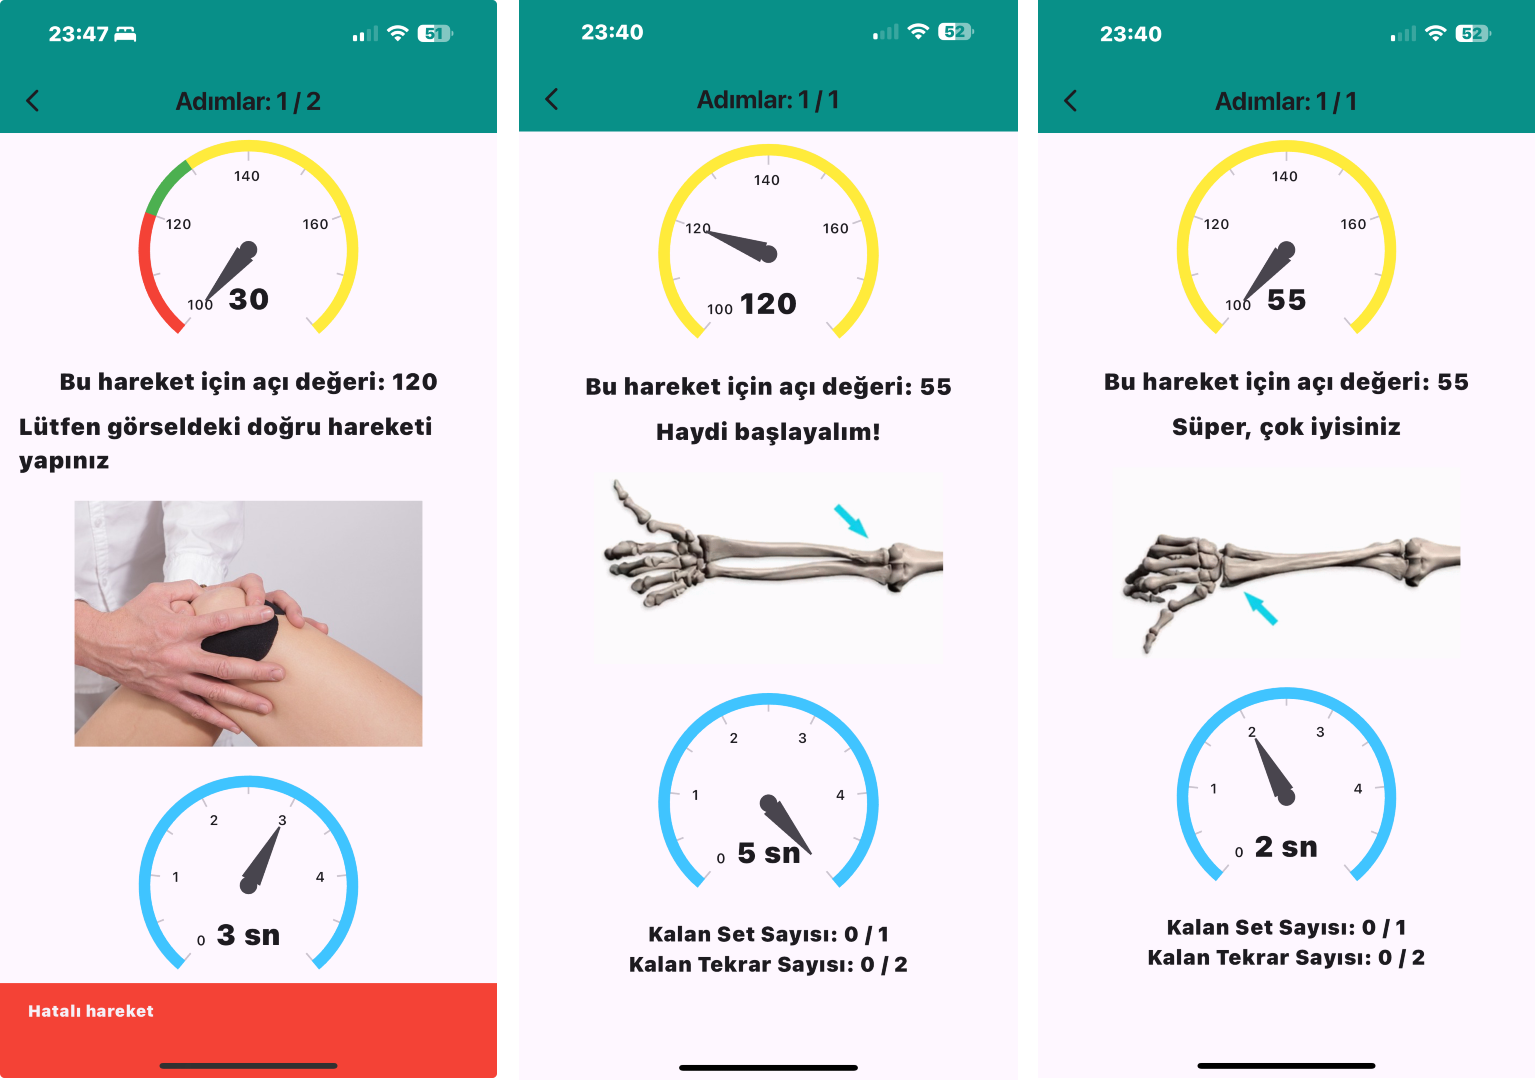 23:47
51
Adımlar: 1 / 2
140
120
160
100
30
Bu hareket için açı değeri: 120
Lütfen görseldeki doğru hareketi
yapınız
2
3
1
4
0
3 sn
Hatalı hareket
23:40
52
Adımlar: 1 / 1
140
120
160
100
120
Bu hareket için açı değeri: 55
Haydi başlayalım!
2
3
1
4
0
5 sn
Kalan Set Sayısı: 0 / 1
Kalan Tekrar Sayısı: 0 / 2
23:40
52
Adımlar: 1 / 1
140
120
160
100
55
Bu hareket için açı değeri: 55
Süper, çok iyisiniz
2
3
1
4
0
2 sn
Kalan Set Sayısı: 0 / 1
Kalan Tekrar Sayısı: 0 / 2